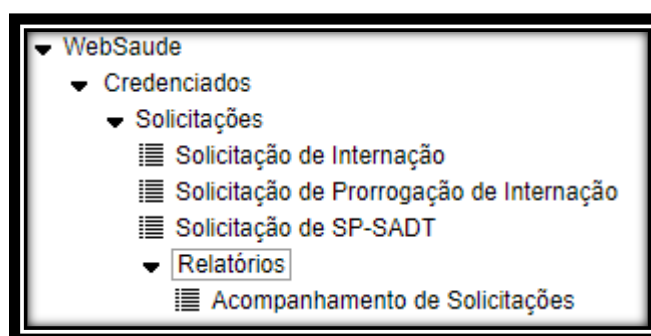 WebSaude
Credenciados
Solicitações
Solicitação de Internação
Solicitação de Prorrogação de Internação
Solicitação de SP-SADT
Relatórios
Acompanhamento de Solicitações